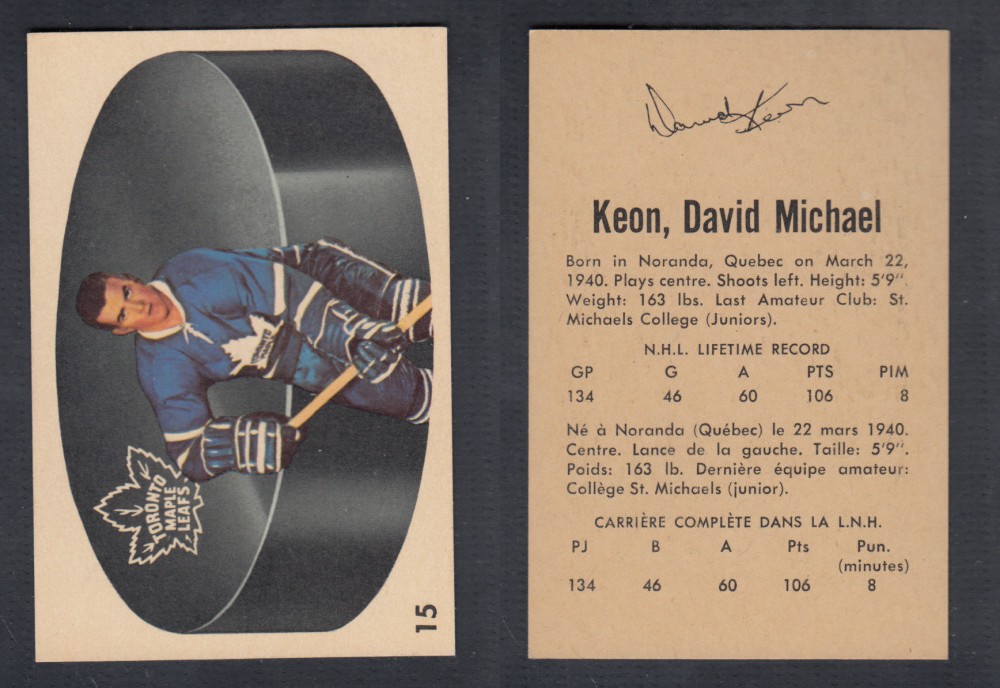 TORONTO
MAPLE
LEAFS
15
David Keon
Keon, David Michael
Born in Noranda, Quebec on March 22,
1940. Plays centre. Shoots left. Height: 5'9".
Weight: 163 lbs. Last Amateur Club: St.
Michaels College (Juniors).
N.H.L. LIFETIME RECORD
GP G A PTS PIM
134 46 60 106 8
Né à Noranda (Québec) le 22 mars 1940.
Centre. Lance de la gauche. Taille: 5'9".
Poids: 163 lb. Dernière équipe amateur:
Collège St. Michaels (junior).
CARRIÈRE COMPLÈTE DANS LA L.N.H.
PJ B A Pts Pun.
(minutes)
134 46 60 106 8